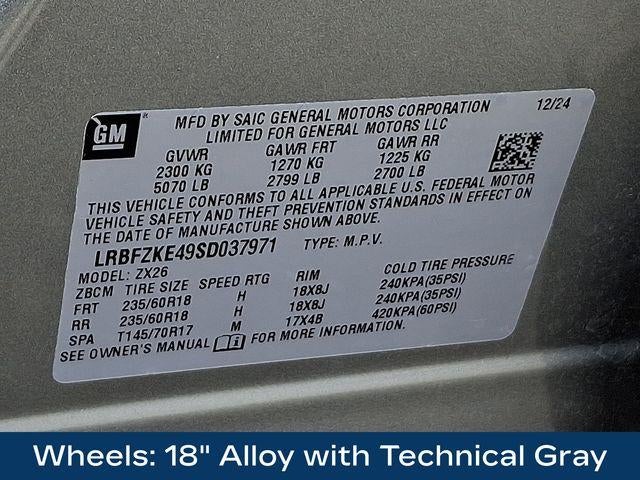 GM
MFD BY SAIC GENERAL MOTORS CORPORATION 12/24
LIMITED FOR GENERAL MOTORS LLC
GVWR GAWR FRT GAWR RR
2300 KG 1270 KG 1225 KG
5070 LB 2799 LB 2700 LB
THIS VEHICLE CONFORMS TO ALL APPLICABLE U.S. FEDERAL MOTOR
VEHICLE SAFETY AND THEFT PREVENTION STANDARDS IN EFFECT ON
THE DATE OF MANUFACTURE SHOWN ABOVE.
LRBFZKE49SD037971 TYPE: M.P.V.
MODEL: ZX26
ZBCM TIRE SIZE SPEED RTG RIM COLD TIRE PRESSURE
FRT 235/60R18 H 18X8J 240KPA(35PSI)
RR 235/60R18 H 18X8J 240KPA(35PSI)
SPA T145/70R17 M 17X4B 420KPA(60PSI)
SEE OWNER'S MANUAL FOR MORE INFORMATION.
Wheels: 18" Alloy with Technical Gray